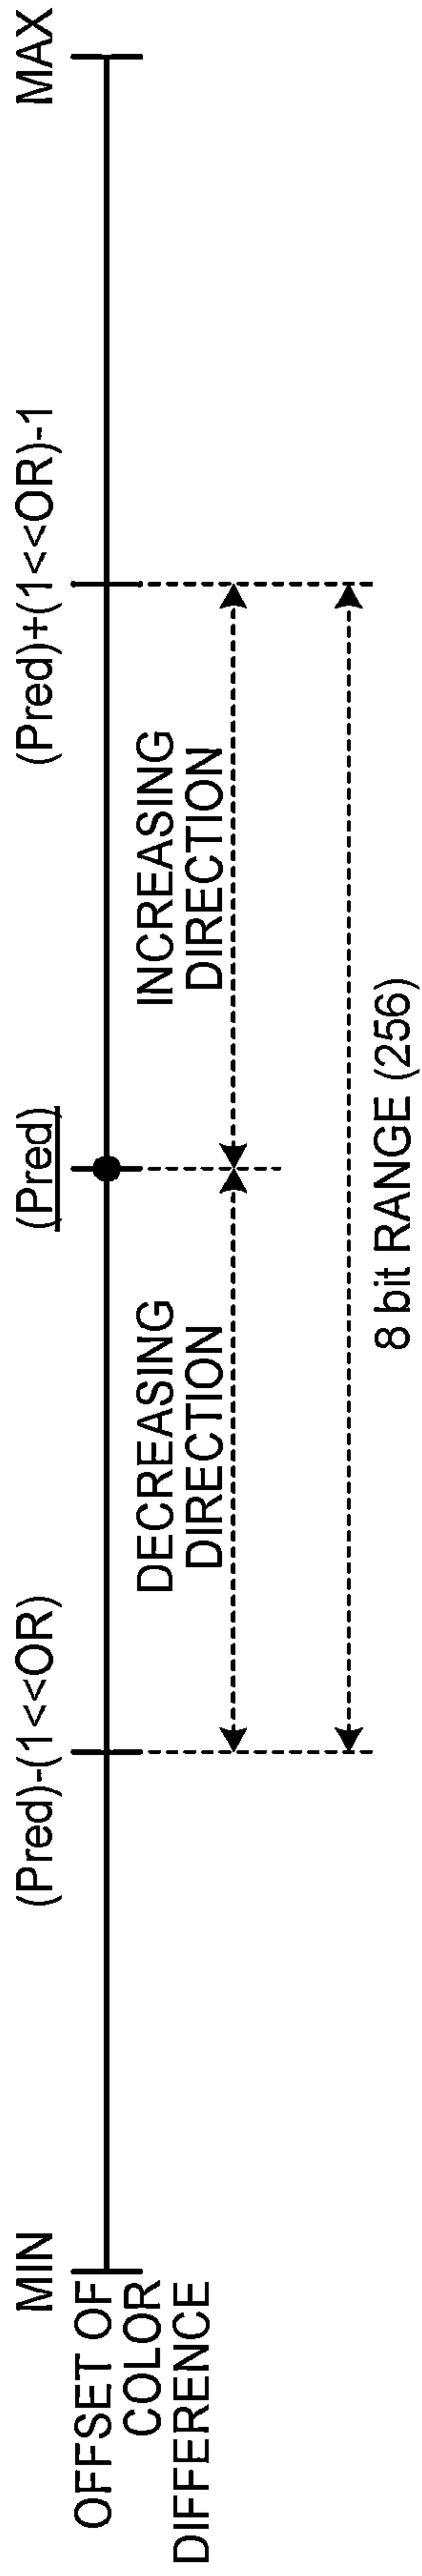 MIN
(Pred)-(1<<OR)
(Pred)
(Pred)+(1<<OR)-1
MAX
OFFSET OF
COLOR
DIFFERENCE
DECREASING
DIRECTION
INCREASING
DIRECTION
8 bit RANGE (256)